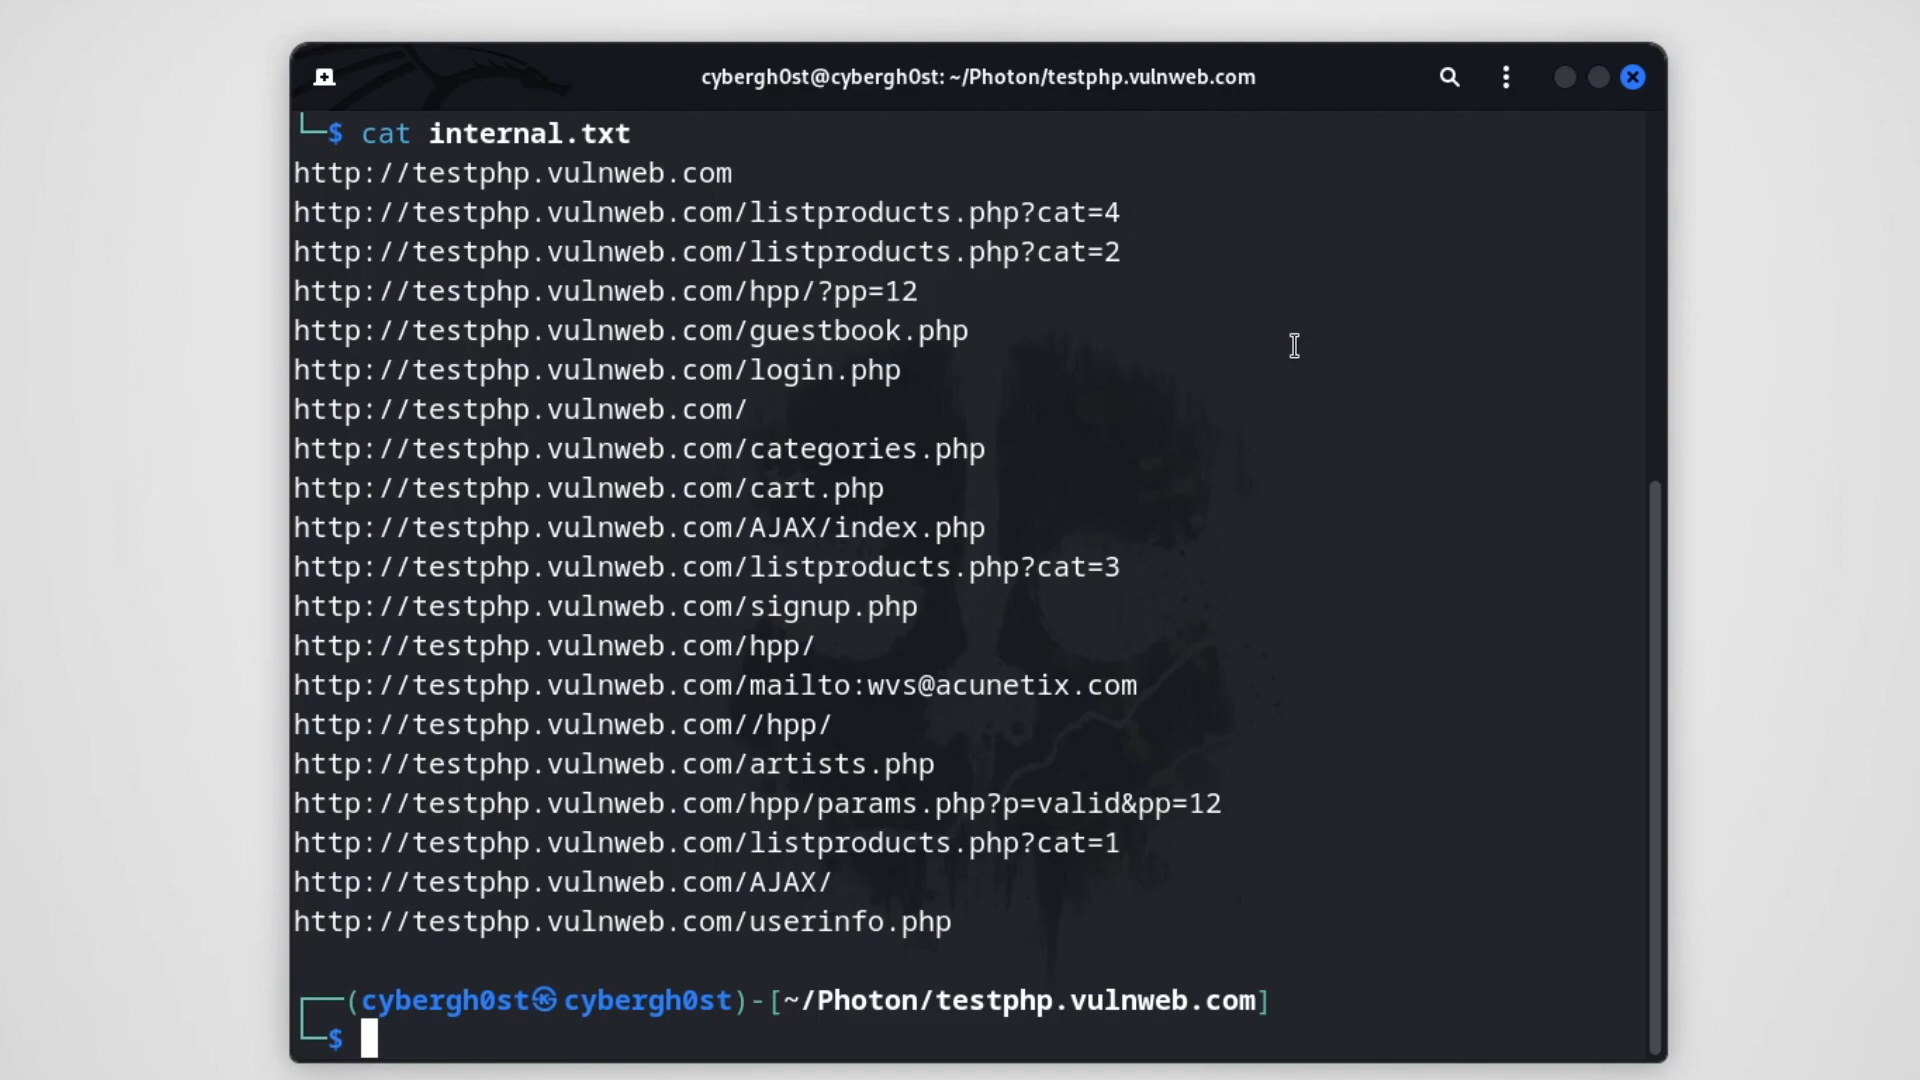 cybergh0st@cybergh0st: ~/Photon/testphp.vulnweb.com
└─$ cat internal.txt
http://testphp.vulnweb.com
http://testphp.vulnweb.com/listproducts.php?cat=4
http://testphp.vulnweb.com/listproducts.php?cat=2
http://testphp.vulnweb.com/hpp/?pp=12
http://testphp.vulnweb.com/guestbook.php
http://testphp.vulnweb.com/login.php
http://testphp.vulnweb.com/
http://testphp.vulnweb.com/categories.php
http://testphp.vulnweb.com/cart.php
http://testphp.vulnweb.com/AJAX/index.php
http://testphp.vulnweb.com/listproducts.php?cat=3
http://testphp.vulnweb.com/signup.php
http://testphp.vulnweb.com/hpp/
http://testphp.vulnweb.com/mailto:wvs@acunetix.com
http://testphp.vulnweb.com//hpp/
http://testphp.vulnweb.com/artists.php
http://testphp.vulnweb.com/hpp/params.php?p=valid&pp=12
http://testphp.vulnweb.com/listproducts.php?cat=1
http://testphp.vulnweb.com/AJAX/
http://testphp.vulnweb.com/userinfo.php
┌──(cybergh0st㉿cybergh0st)-[~/Photon/testphp.vulnweb.com]
└─$